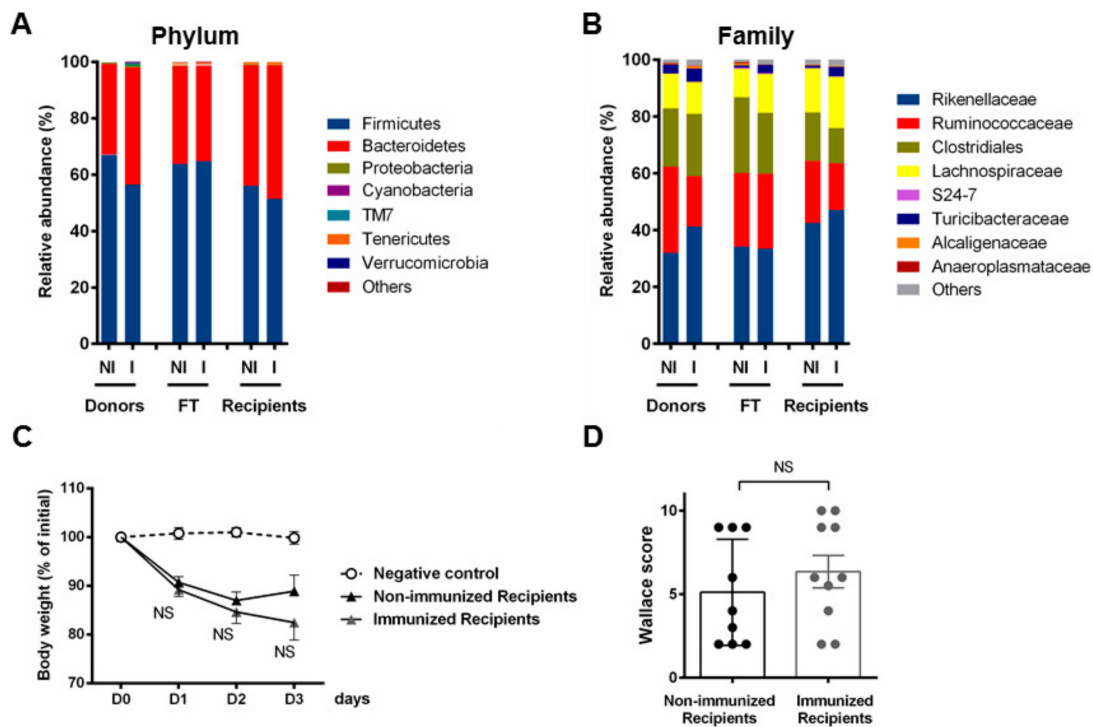 A
Phylum
Relative abundance (%)
100
80
60
40
20
0
NI I NI I NI I
Donors FT Recipients
Firmicutes
Bacteroidetes
Proteobacteria
Cyanobacteria
TM7
Tenericutes
Verrucomicrobia
Others
B
Family
Relative abundance (%)
100
80
60
40
20
0
NI I NI I NI I
Donors FT Recipients
Rikenellaceae
Ruminococcaceae
Clostridiales
Lachnospiraceae
S24-7
Turicibacteraceae
Alcaligenaceae
Anaeroplasmataceae
Others
C
Body weight (% of initial)
110
100
90
80
70
NS
NS
NS
D0 D1 D2 D3 days
Negative control
Non-immunized Recipients
Immunized Recipients
D
NS
Wallace score
10
5
0
Non-immunized
Recipients
Immunized
Recipients